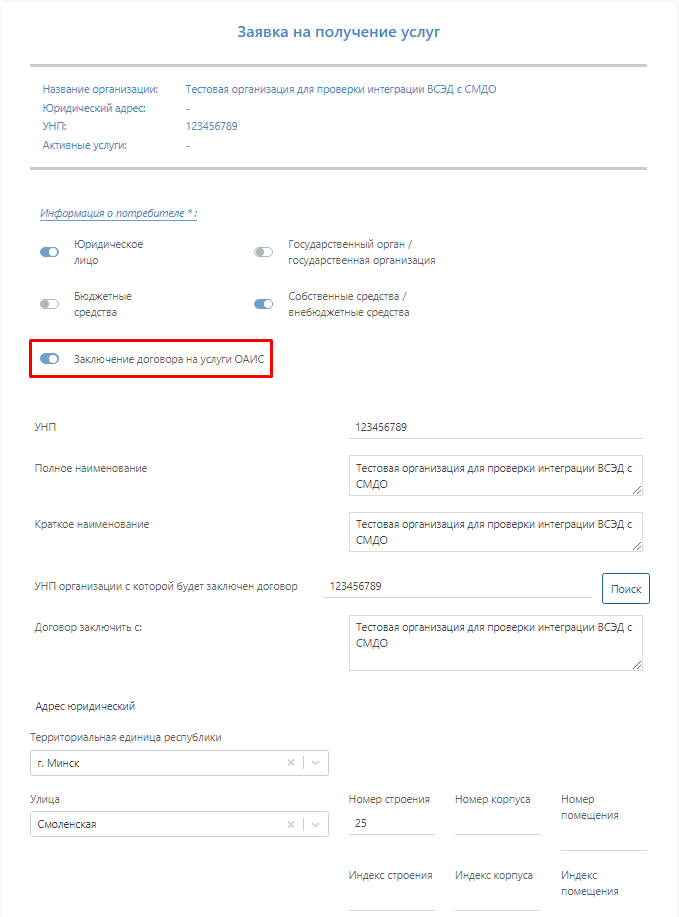 Заявка на получение услуг
Название организации: Тестовая организация для проверки интеграции ВСЭД с СМДО
Юридический адрес: -
УНП: 123456789
Активные услуги: -
Информация о потребителе * :
Юридическое Государственный орган /
лицо государственная организация
Бюджетные Собственные средства /
средства внебюджетные средства
Заключение договора на услуги ОАИС
УНП 123456789
Полное наименование Тестовая организация для проверки интеграции ВСЭД с
СМДО
Краткое наименование Тестовая организация для проверки интеграции ВСЭД с
СМДО
УНП организации с которой будет заключен договор 123456789 Поиск
Договор заключить с: Тестовая организация для проверки интеграции ВСЭД с
СМДО
Адрес юридический
Территориальная единица республики
г. Минск
Улица Номер строения Номер корпуса Номер
помещения
Смоленская 25
Индекс строения Индекс корпуса Индекс
помещения